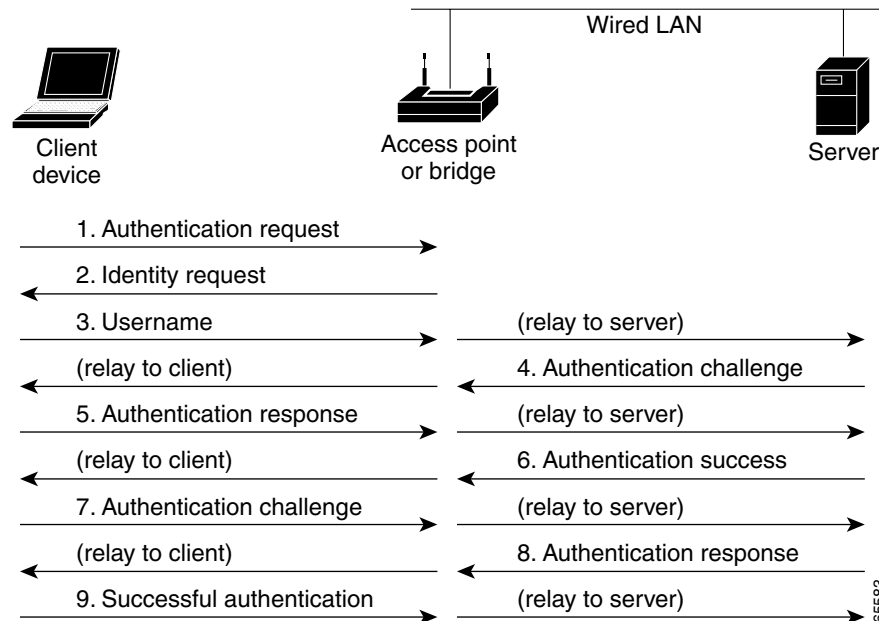 Wired LAN
Client
device
Access point
or bridge
Server
1. Authentication request
2. Identity request
3. Username
(relay to server)
(relay to client)
4. Authentication challenge
5. Authentication response
(relay to server)
(relay to client)
6. Authentication success
7. Authentication challenge
(relay to server)
(relay to client)
8. Authentication response
9. Successful authentication
(relay to server)
65583